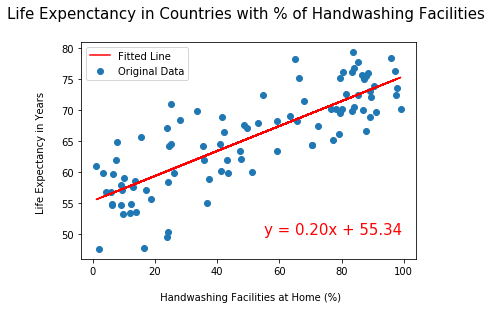 Life Expenctancy in Countries with % of Handwashing Facilities
Fitted Line
Original Data
Life Expectancy in Years
80
75
70
65
60
55
50
y = 0.20x + 55.34
0 20 40 60 80 100
Handwashing Facilities at Home (%)